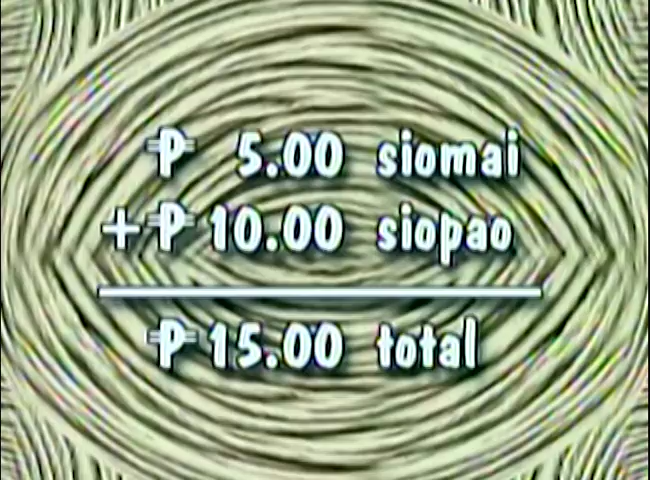 ₱ 5.00 siomai
+ ₱ 10.00 siopao
₱ 15.00 total